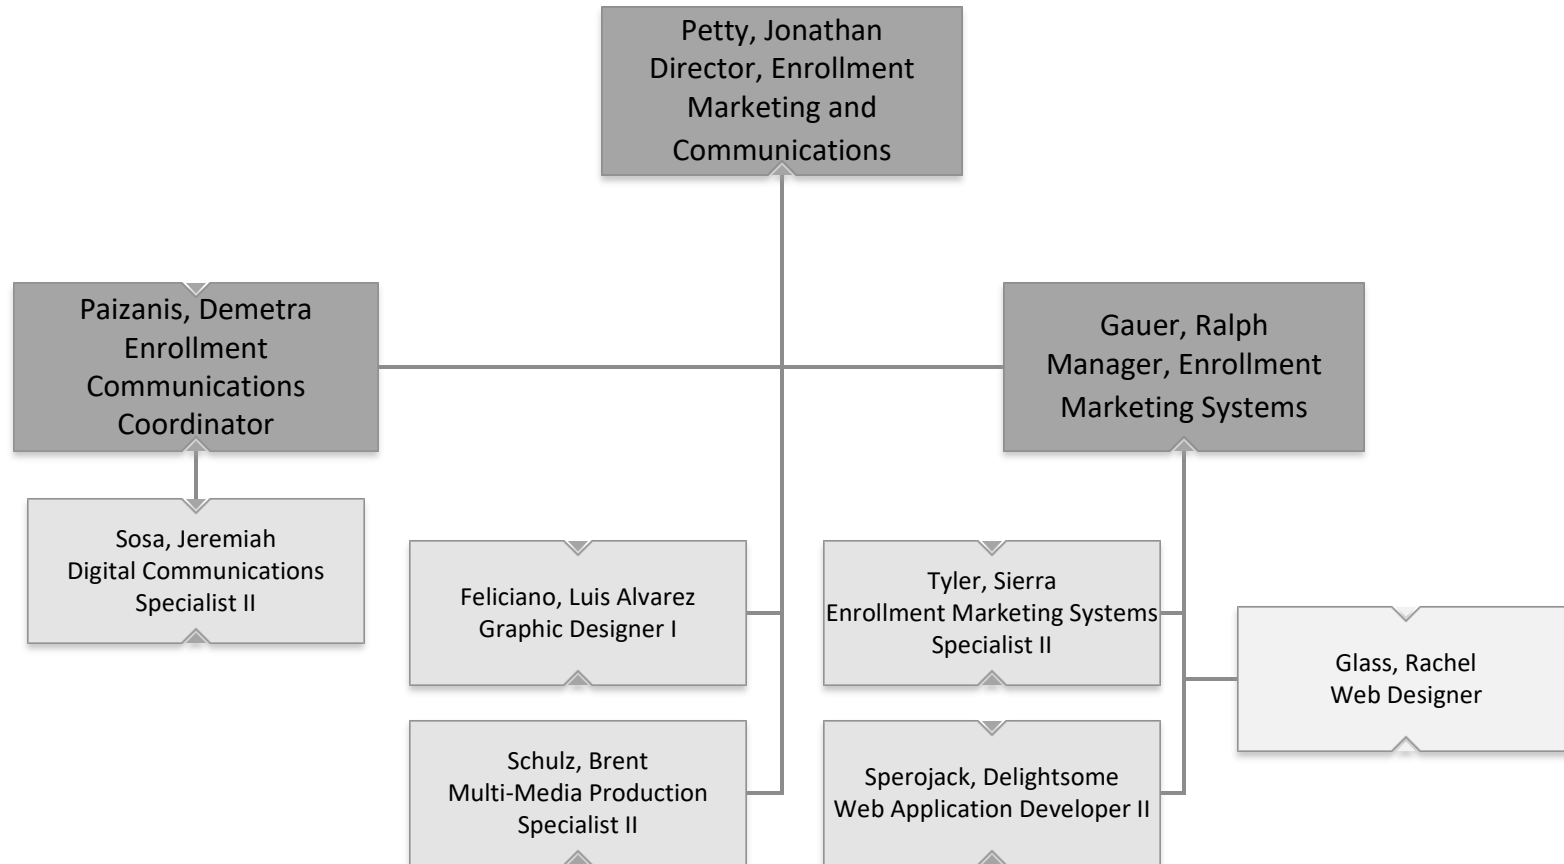 Petty, Jonathan
Director, Enrollment
Marketing and
Communications
Paizanis, Demetra
Enrollment
Communications
Coordinator
Gauer, Ralph
Manager, Enrollment
Marketing Systems
Sosa, Jeremiah
Digital Communications
Specialist II
Feliciano, Luis Alvarez
Graphic Designer I
Tyler, Sierra
Enrollment Marketing Systems
Specialist II
Glass, Rachel
Web Designer
Schulz, Brent
Multi-Media Production
Specialist II
Sperojack, Delightsome
Web Application Developer II